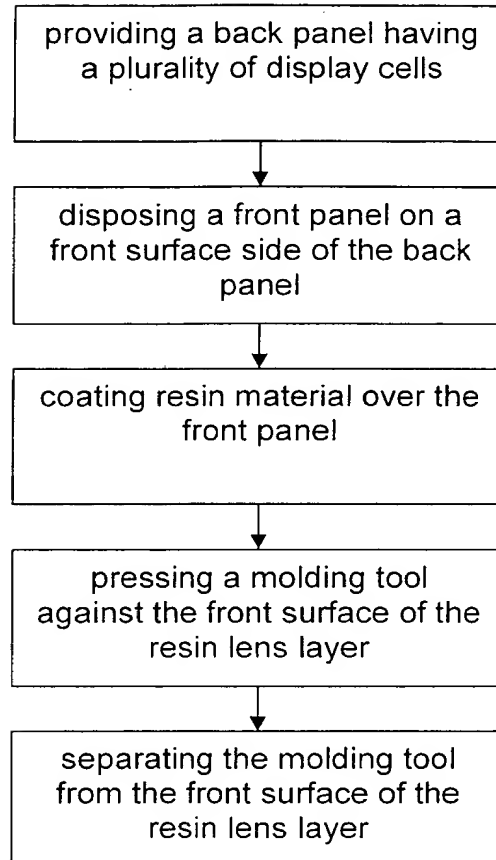 providing a back panel having
a plurality of display cells
disposing a front panel on a
front surface side of the back
panel
coating resin material over the
front panel
pressing a molding tool
against the front surface of the
resin lens layer
separating the molding tool
from the front surface of the
resin lens layer